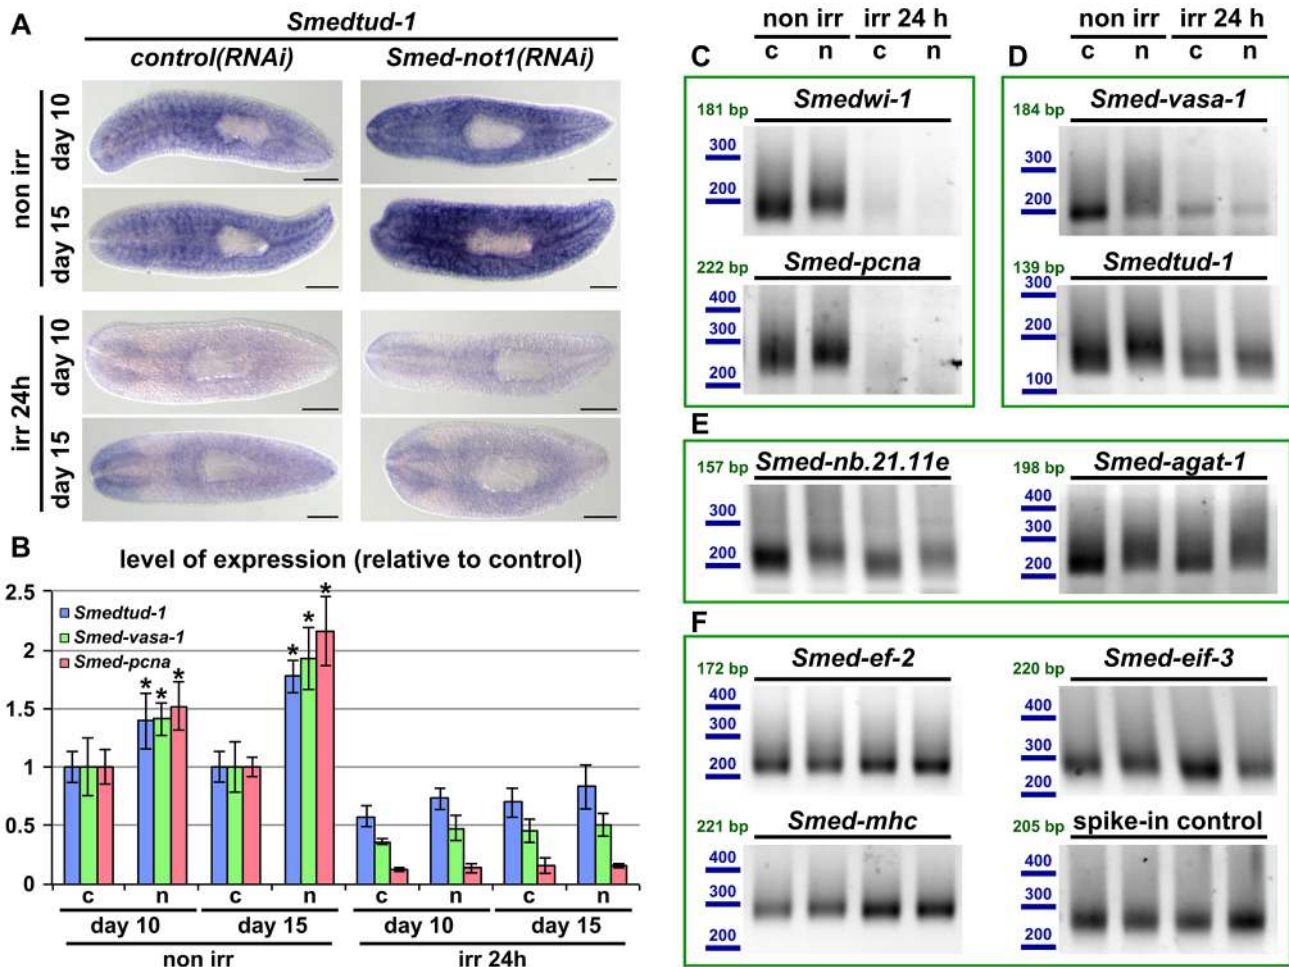 A
Smedtud-1
control(RNAi) Smed-not1(RNAi)
non irr
day 10
day 15
irr 24h
day 10
day 15
B
level of expression (relative to control)
2.5
2
1.5
1
0.5
0
Smedtud-1
Smed-vasa-1
Smed-pcna
* * *
* * *
c n c n c n c n
day 10 day 15 day 10 day 15
non irr irr 24h
non irr irr 24 h
C c n c n
181 bp Smedwi-1
300
200
222 bp Smed-pcna
400
300
200
non irr irr 24 h
D c n c n
184 bp Smed-vasa-1
300
200
139 bp Smedtud-1
300
200
100
E
157 bp Smed-nb.21.11e
300
200
198 bp Smed-agat-1
400
300
200
F
172 bp Smed-ef-2
400
300
200
220 bp Smed-eif-3
400
300
200
221 bp Smed-mhc
400
300
200
205 bp spike-in control
400
300
200